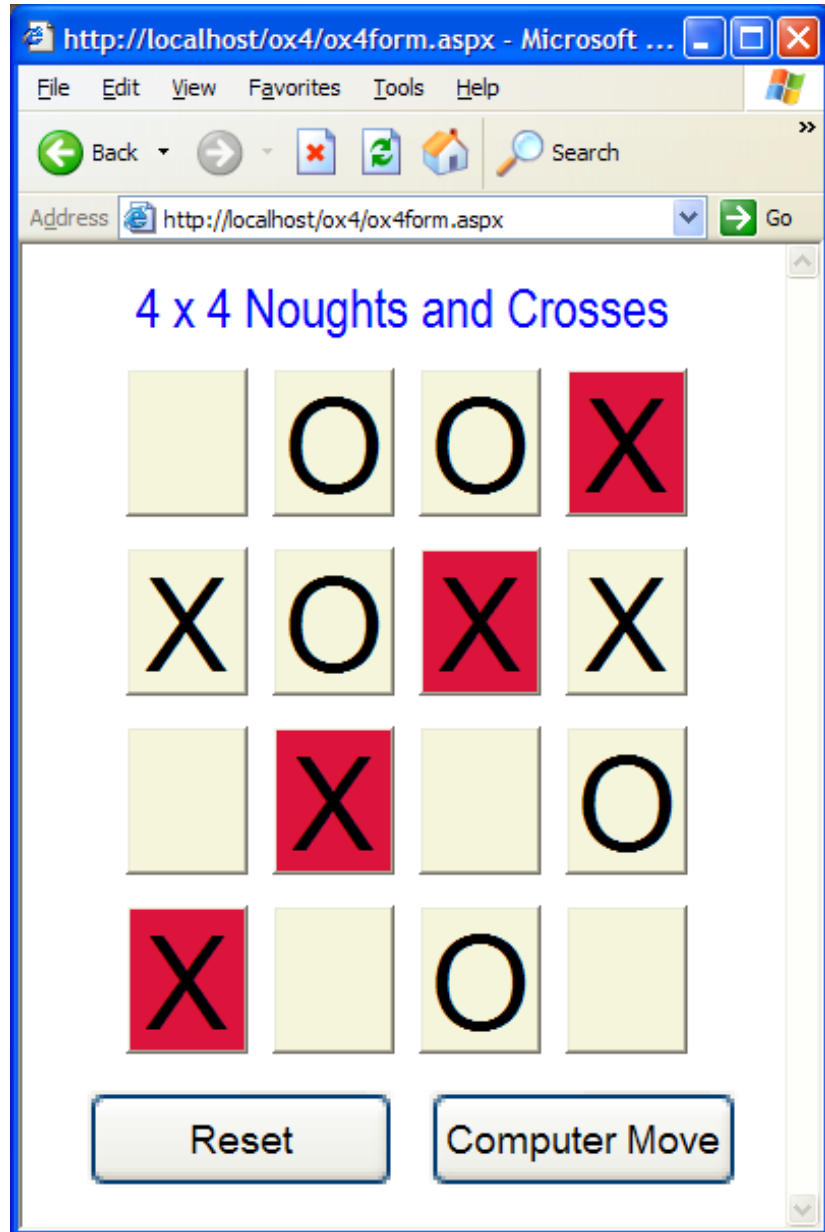 http://localhost/ox4/ox4form.aspx - Microsoft ...
File Edit View Favorites Tools Help
Back Search »
Address http://localhost/ox4/ox4form.aspx Go
4 x 4 Noughts and Crosses
O O X
X O X X
X O
X O
Reset Computer Move